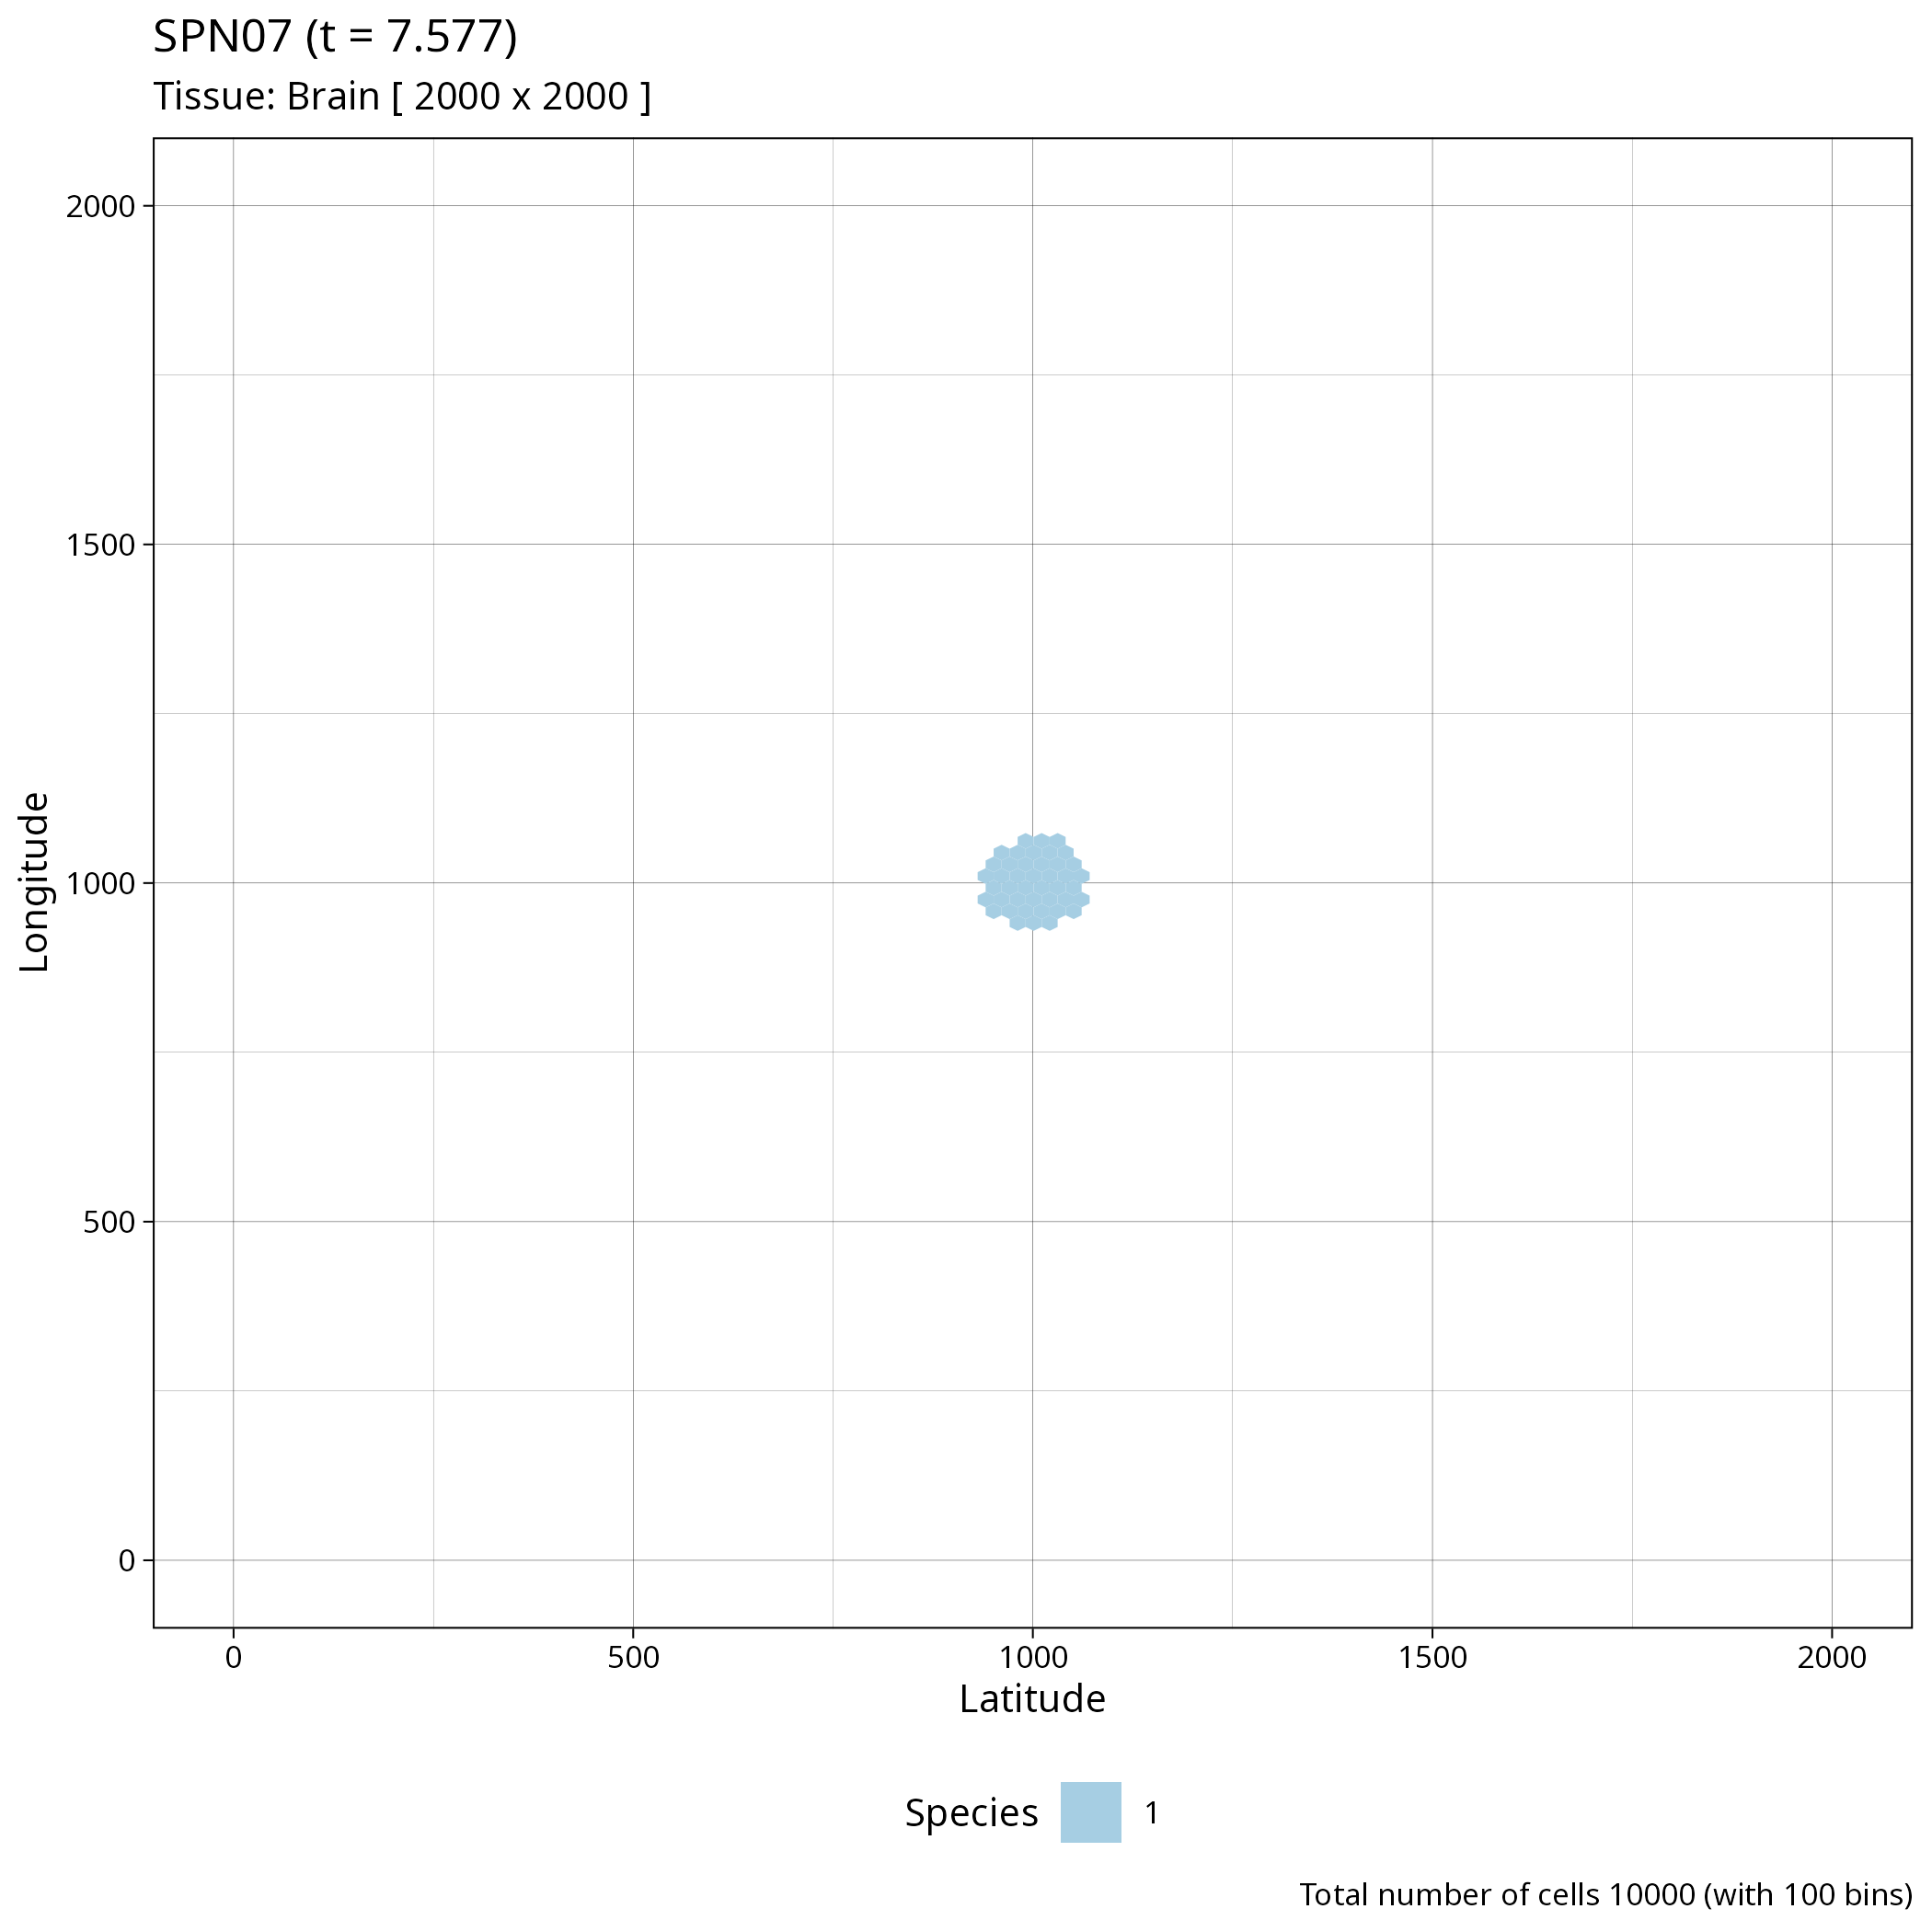 SPN07 (t = 7.577)
Tissue: Brain [ 2000 x 2000 ]
2000
1500
1000
500
0
Longitude
0 500 1000 1500 2000
Latitude
Species 1
Total number of cells 10000 (with 100 bins)